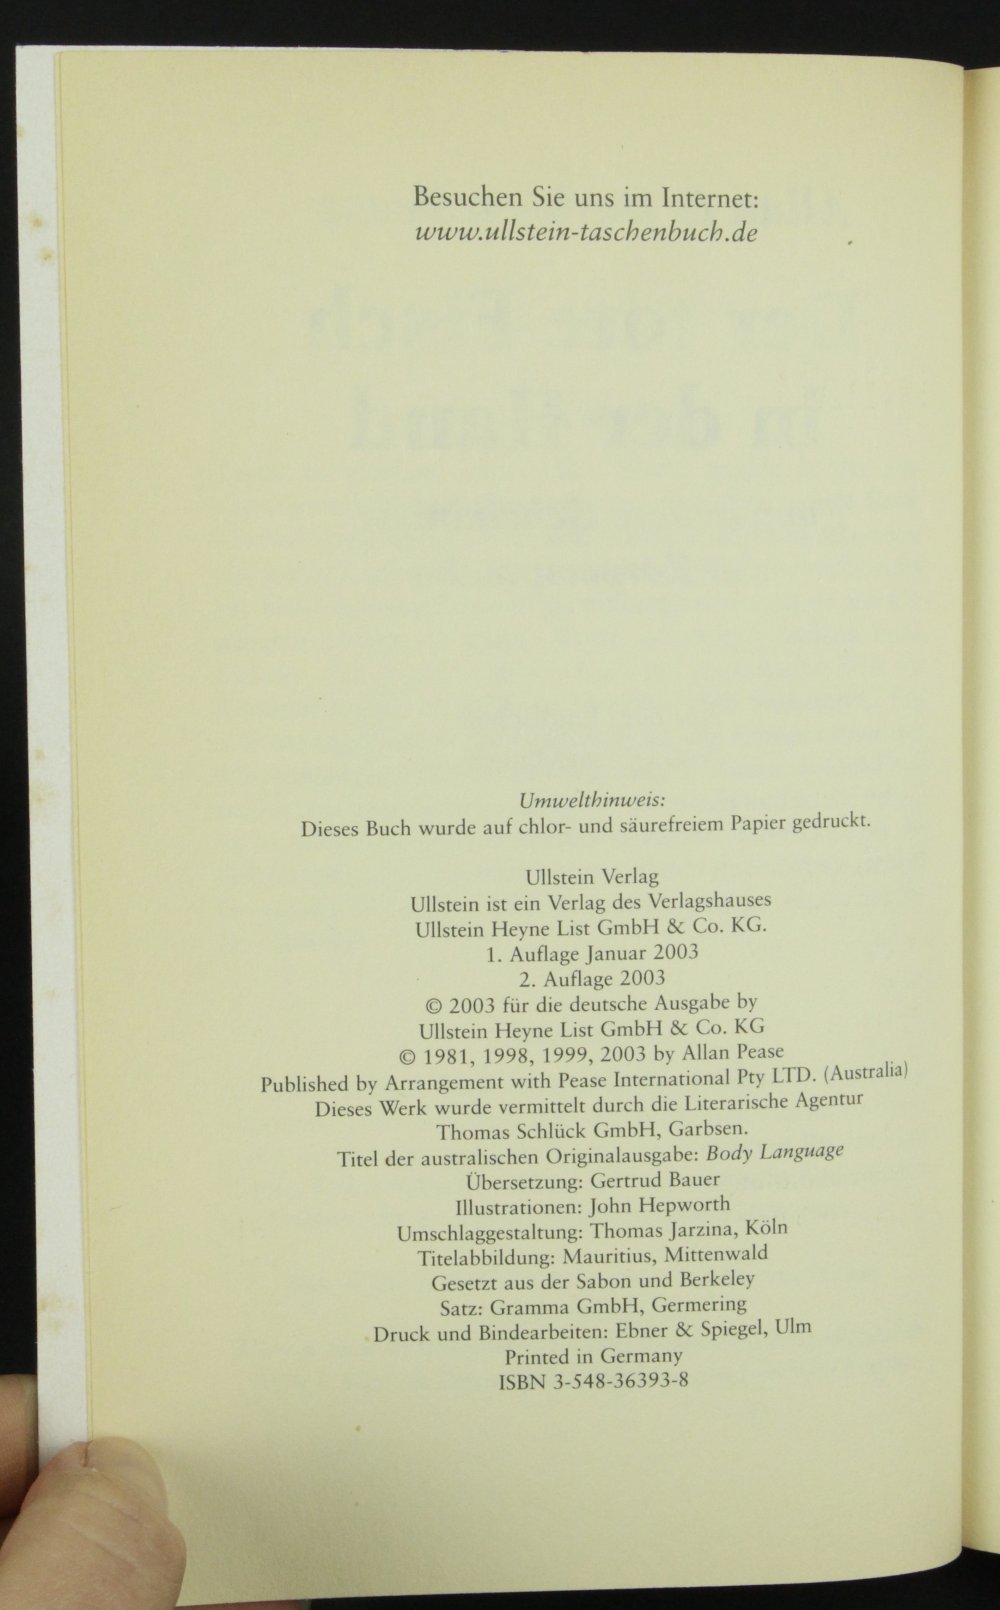 Besuchen Sie uns im Internet:
www.ullstein-taschenbuch.de
Umwelthinweis:
Dieses Buch wurde auf chlor- und säurefreiem Papier gedruckt.
Ullstein Verlag
Ullstein ist ein Verlag des Verlagshauses
Ullstein Heyne List GmbH & Co. KG.
1. Auflage Januar 2003
2. Auflage 2003
© 2003 für die deutsche Ausgabe by
Ullstein Heyne List GmbH & Co. KG
© 1981, 1998, 1999, 2003 by Allan Pease
Published by Arrangement with Pease International Pty LTD. (Australia)
Dieses Werk wurde vermittelt durch die Literarische Agentur
Thomas Schlück GmbH, Garbsen.
Titel der australischen Originalausgabe: Body Language
Übersetzung: Gertrud Bauer
Illustrationen: John Hepworth
Umschlaggestaltung: Thomas Jarzina, Köln
Titelabbildung: Mauritius, Mittenwald
Gesetzt aus der Sabon und Berkeley
Satz: Gramma GmbH, Germering
Druck und Bindearbeiten: Ebner & Spiegel, Ulm
Printed in Germany
ISBN 3-548-36393-8